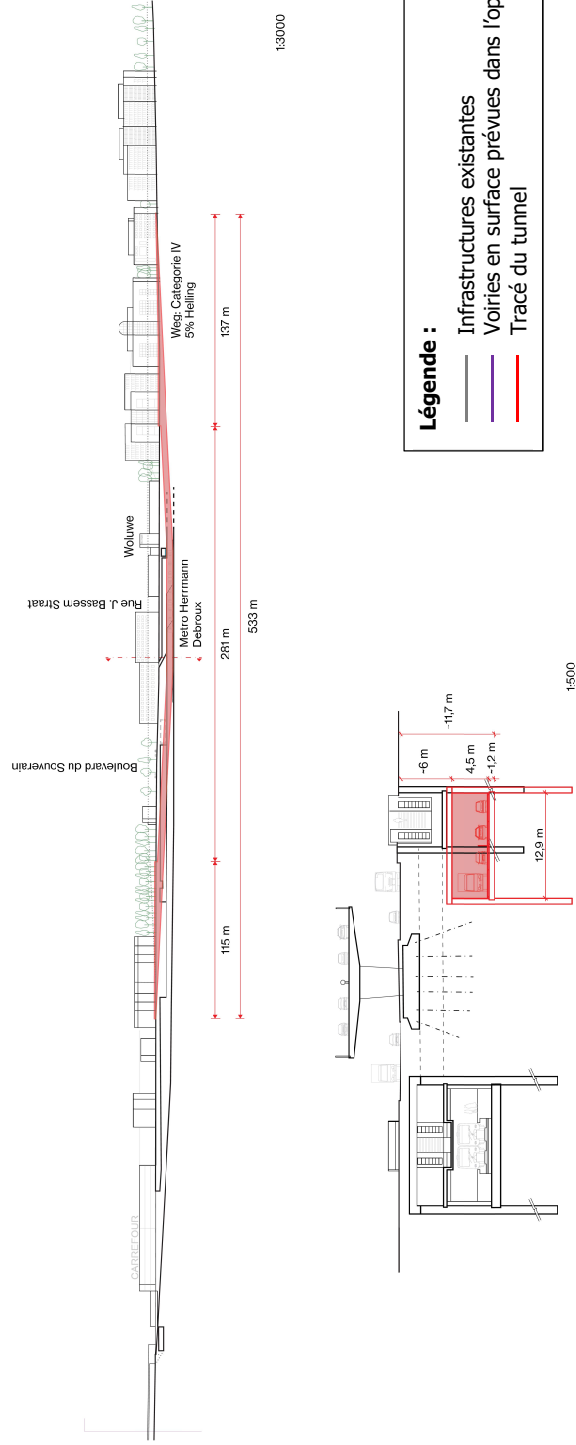 CARREFOUR
Boulevard du Souverain
Rue J. Bassem Straat
Woluwe
Metro Herrmann
Debroux
Weg: Categorie IV
5% Helling
115 m
281 m
137 m
533 m
1:3000
-6 m
4,5 m
-1,2 m
-11,7 m
12,9 m
1:500
Légende :
Infrastructures existantes
Voiries en surface prévues dans l'op
Tracé du tunnel